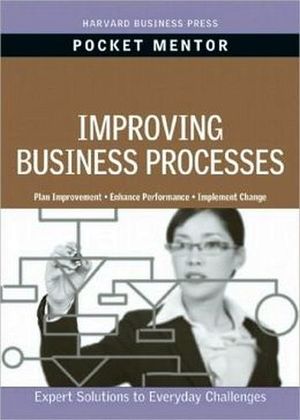 HARVARD BUSINESS PRESS
POCKET MENTOR
IMPROVING
BUSINESS PROCESSES
Plan Improvement • Enhance Performance • Implement Change
Expert Solutions to Everyday Challenges